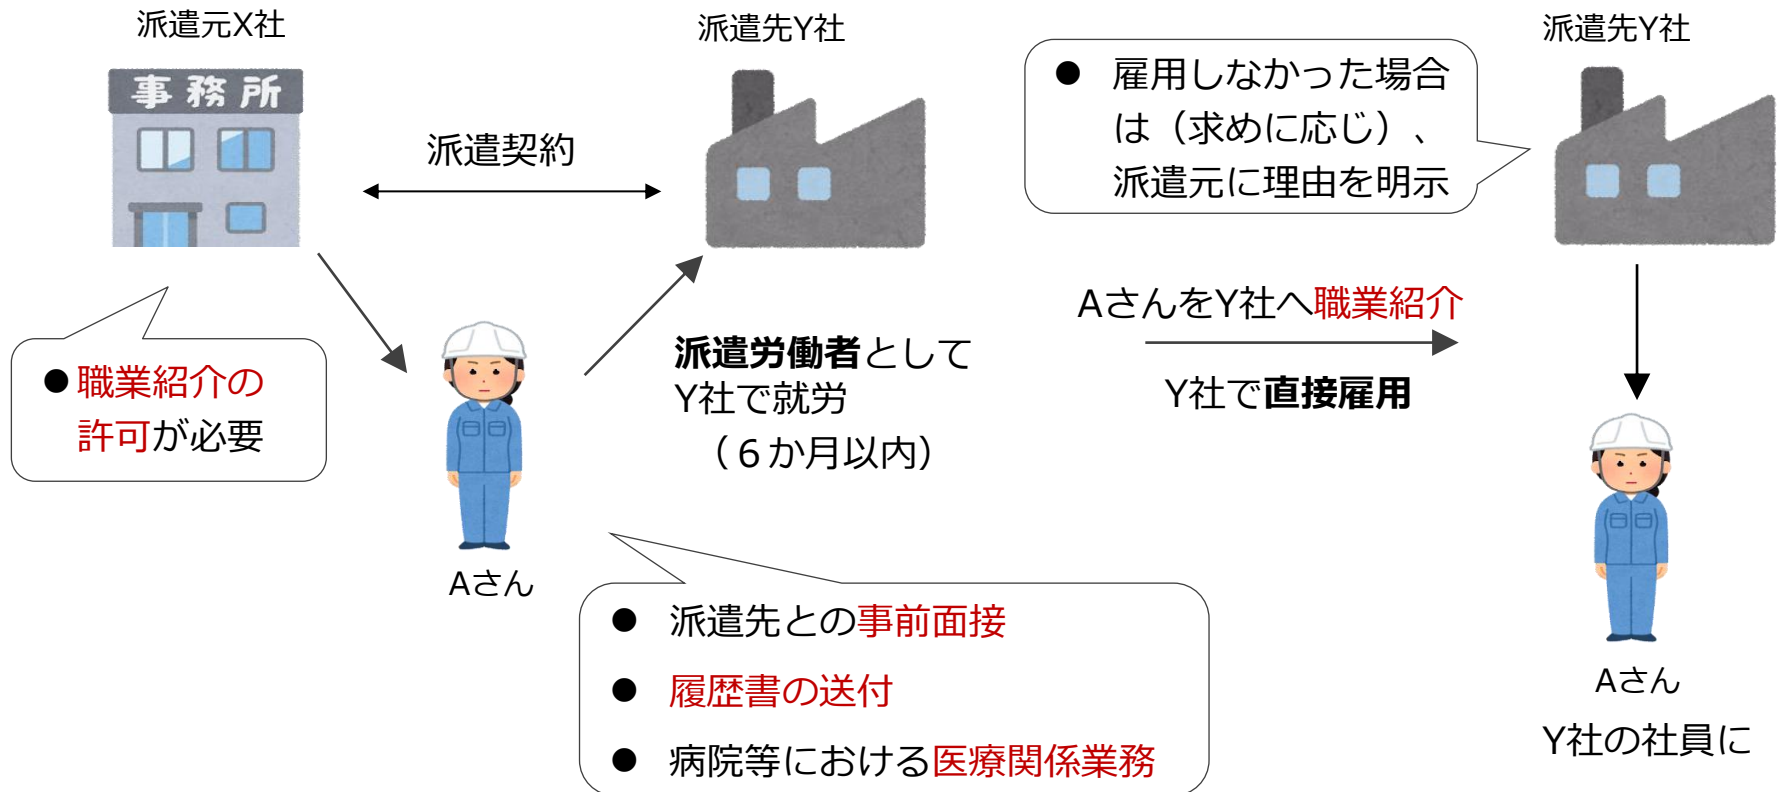 派遣元X社
事務所
派遣契約
派遣先Y社
● 職業紹介の
許可が必要
Aさん
派遣労働者として
Y社で就労
（６か月以内）
● 派遣先との事前面接
● 履歴書の送付
● 病院等における医療関係業務
AさんをY社へ職業紹介
Y社で直接雇用
派遣先Y社
● 雇用しなかった場合
は（求めに応じ）、
派遣元に理由を明示
Aさん
Y社の社員に